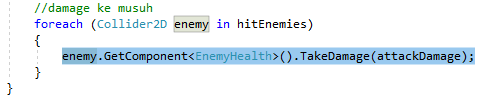 //damage ke musuh
foreach (Collider2D enemy in hitEnemies)
{
enemy.GetComponent<EnemyHealth>().TakeDamage(attackDamage);
}
}